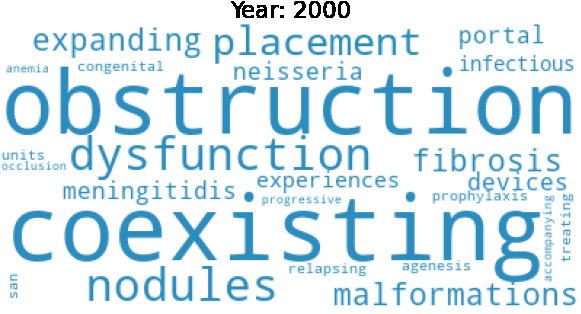 Year: 2000
expanding placement portal
anemia congenital neisseria infectious
obstruction
units occlusion dysfunction fibrosis
meningitidis experiences devices
progressive prophylaxis
coexisting accompanying treating
san nodules relapsing agenesis
malformations